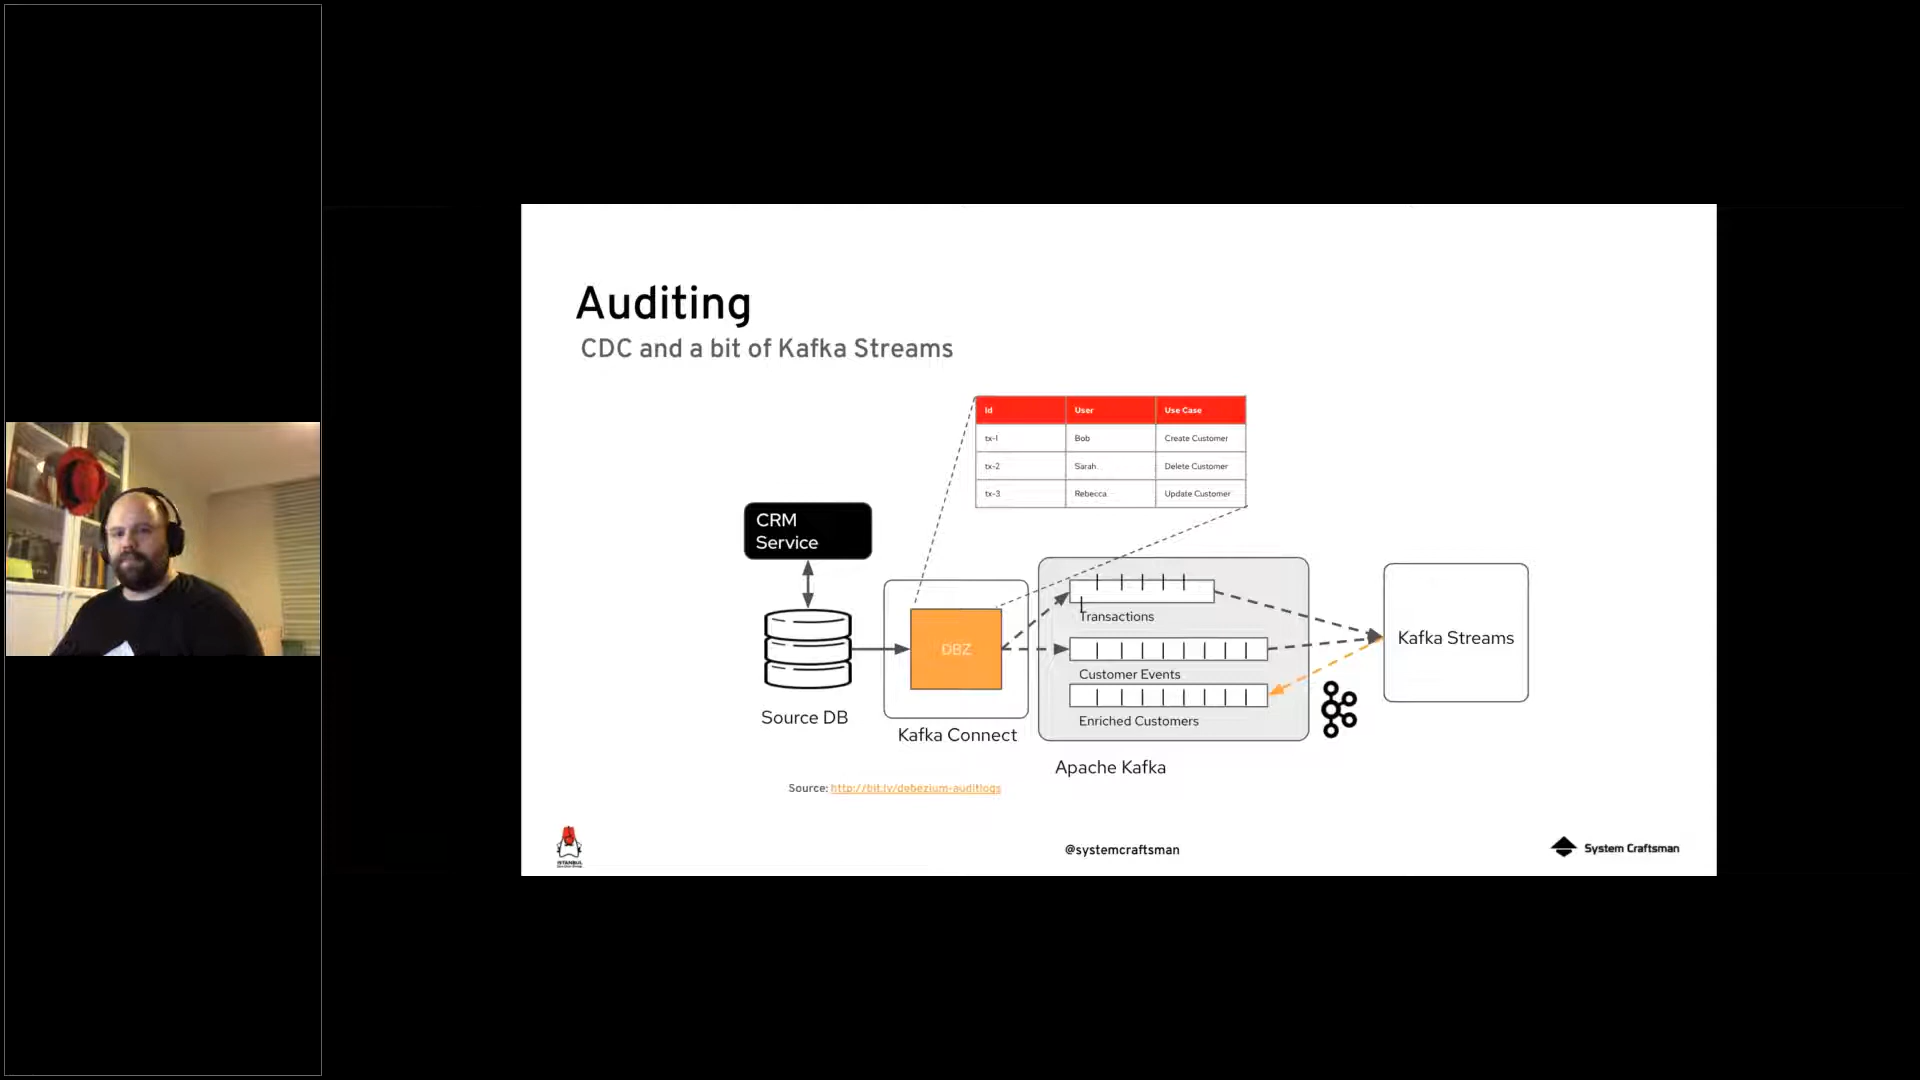 Auditing
CDC and a bit of Kafka Streams
Id User Use Case
tx-1 Bob Create Customer
tx-2 Sarah Delete Customer
tx-3 Rebecca Update Customer
CRM
Service
Transactions
DBZ
Kafka Streams
Customer Events
Source DB
Enriched Customers
Kafka Connect
Apache Kafka
Source: http://bit.ly/debezium-auditlogs
ISTANBUL
@systemcraftsman
System Craftsman